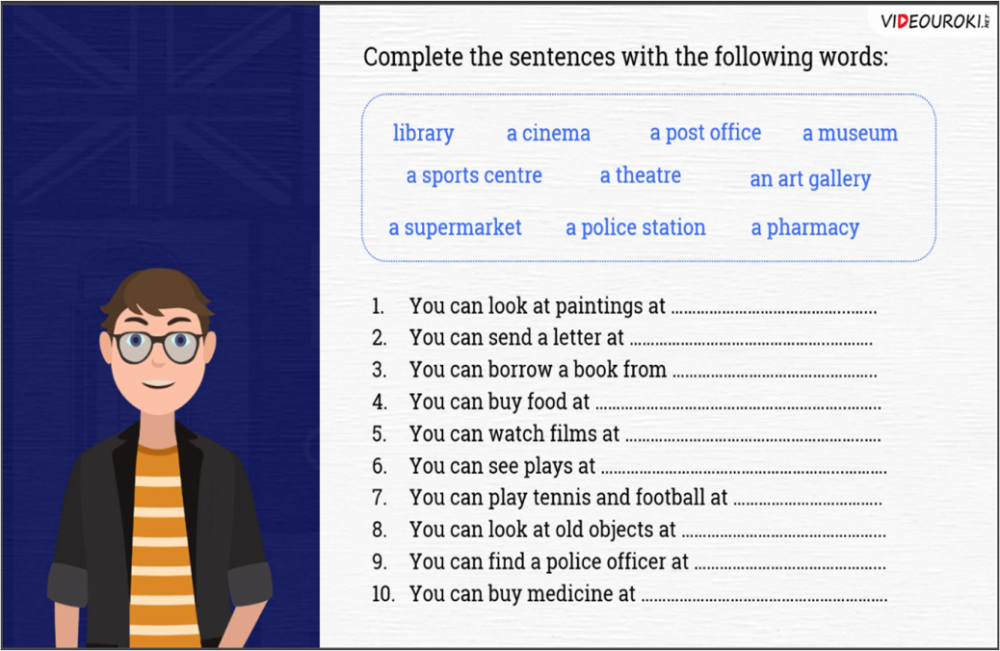 VIDEOUROKI.NET
Complete the sentences with the following words:
library a cinema a post office a museum
a sports centre a theatre an art gallery
a supermarket a police station a pharmacy
1. You can look at paintings at ........................................
2. You can send a letter at ................................................
3. You can borrow a book from ........................................
4. You can buy food at ........................................................
5. You can watch films at ..................................................
6. You can see plays at ........................................................
7. You can play tennis and football at .............................
8. You can look at old objects at ........................................
9. You can find a police officer at ......................................
10. You can buy medicine at ................................................